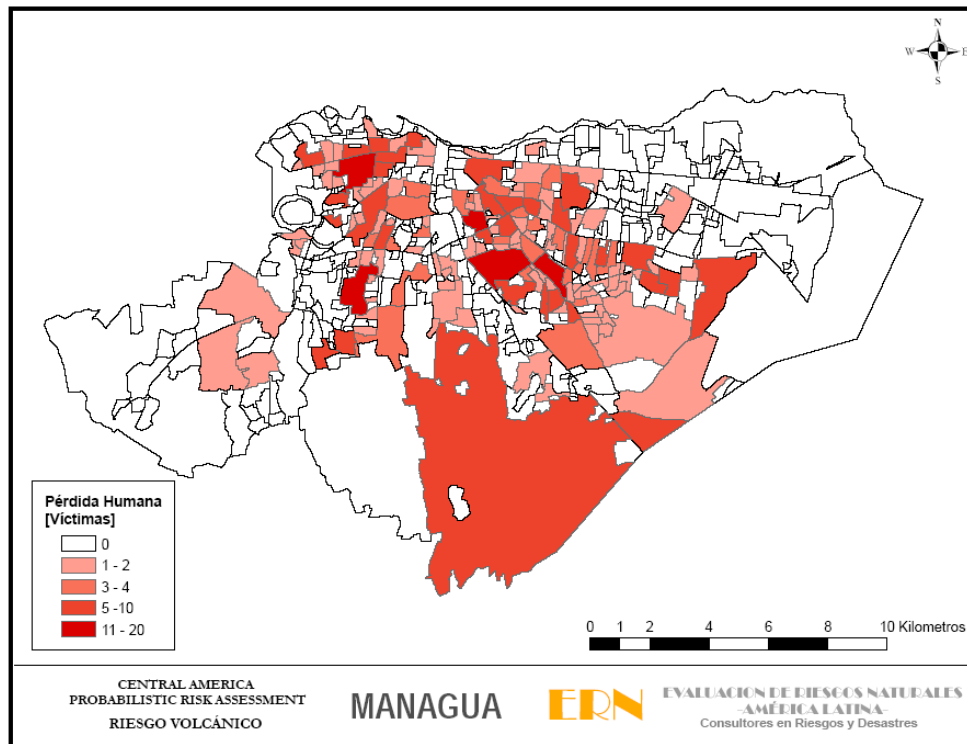 N
W E
S
Pérdida Humana
[Víctimas]
0
1 - 2
3 - 4
5 -10
11 - 20
0 1 2 4 6 8 10 Kilometros
CENTRAL AMERICA
PROBABILISTIC RISK ASSESSMENT
RIESGO VOLCÁNICO
MANAGUA
ERN
EVALUACION DE RIESGOS NATURALES
-AMÉRICA LATINA-
Consultores en Riesgos y Desastres